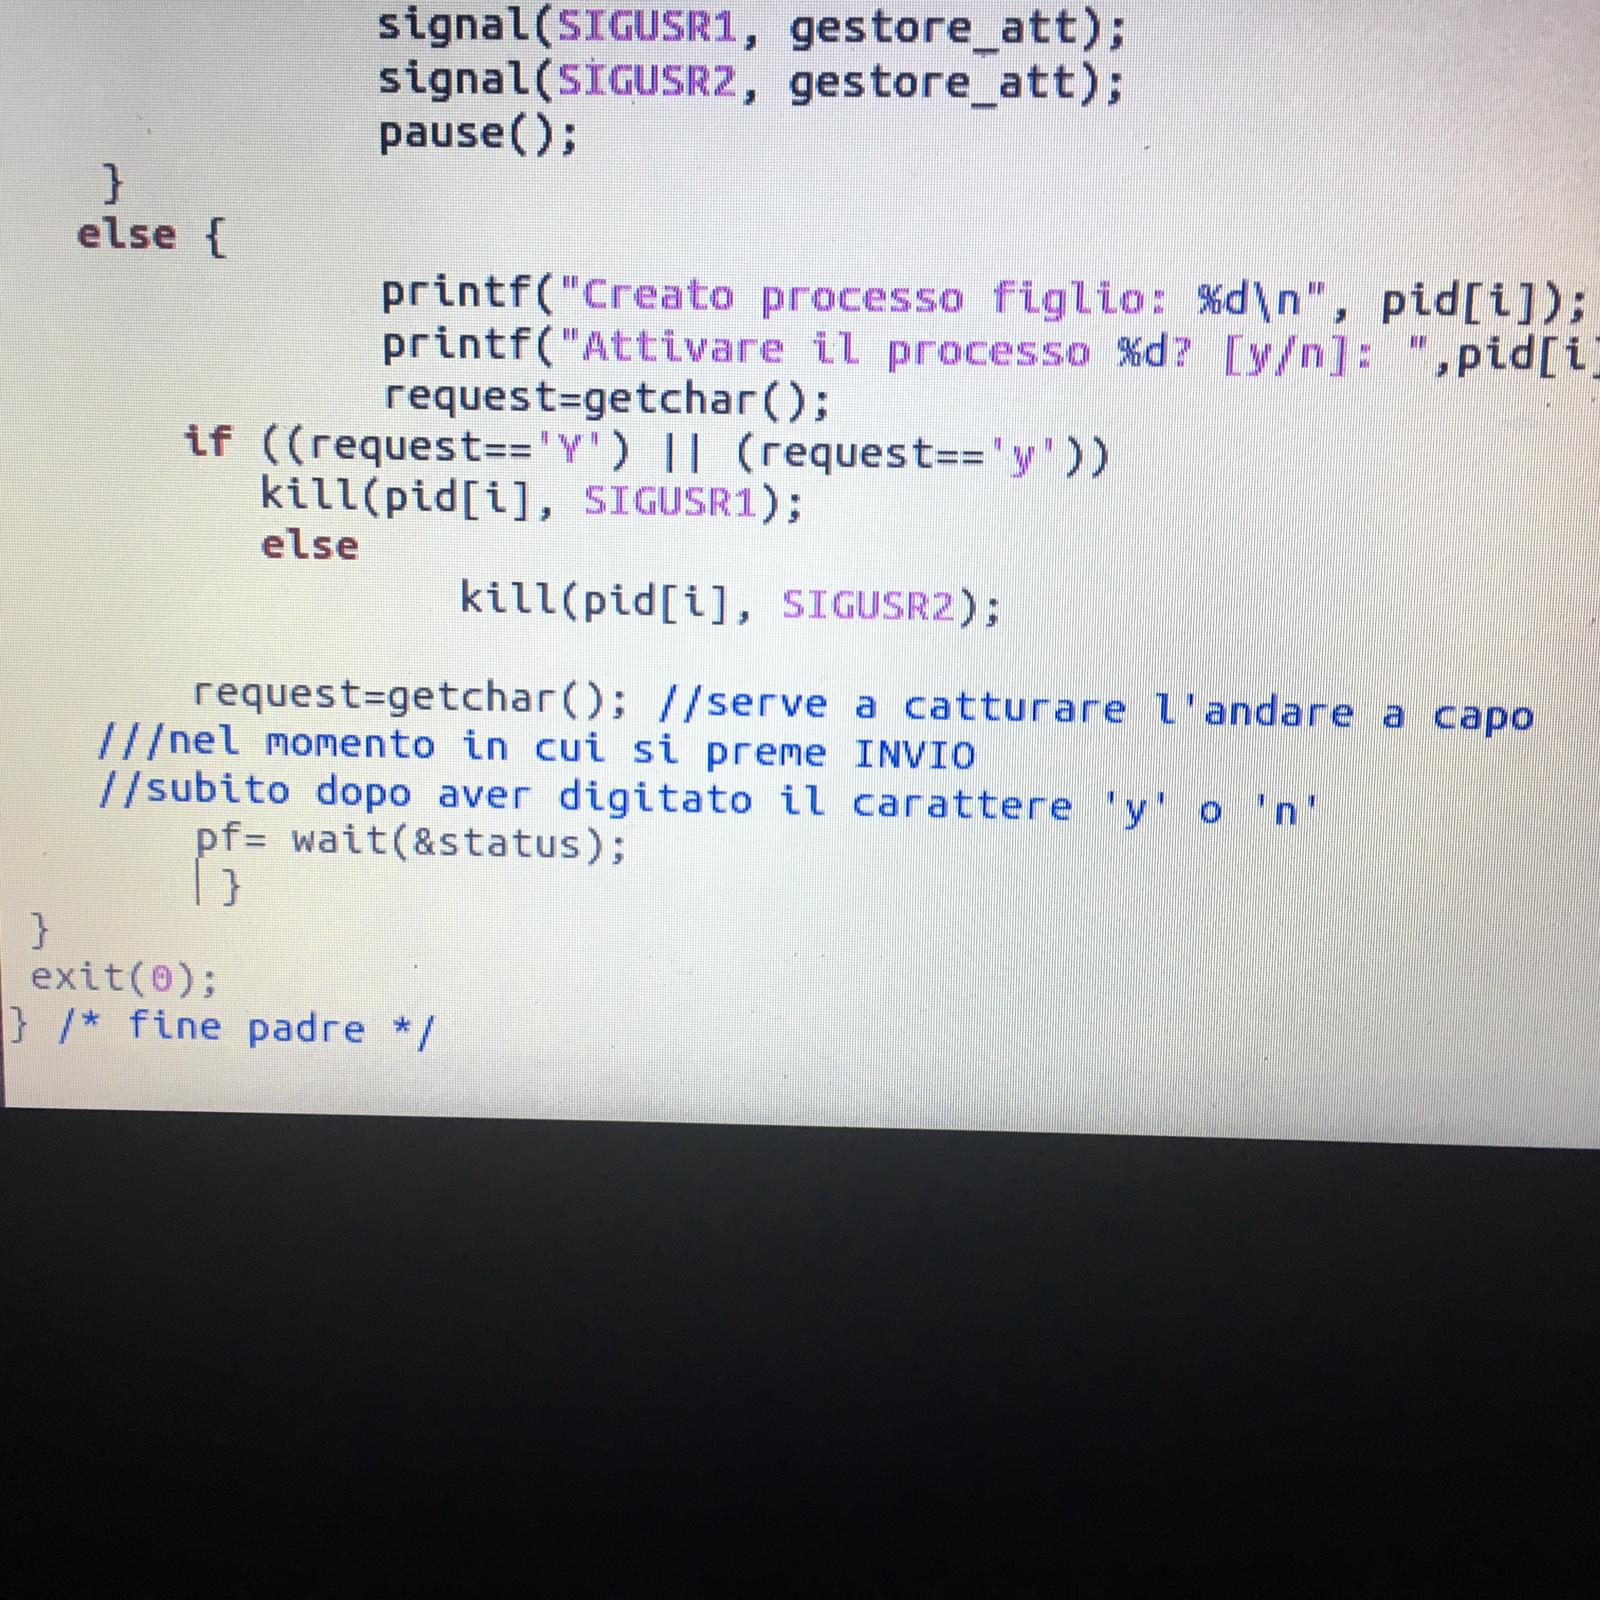 signal(SIGUSR1, gestore_att);
signal(SIGUSR2, gestore_att);
pause();
}
else {
printf("Creato processo figlio: %d\n", pid[i]);
printf("Attivare il processo %d? [y/n]: ",pid[i]
request=getchar();
if ((request=='Y') || (request=='y'))
kill(pid[i], SIGUSR1);
else
kill(pid[i], SIGUSR2);
request=getchar(); //serve a catturare l'andare a capo
///nel momento in cui si preme INVIO
//subito dopo aver digitato il carattere 'y' o 'n'
pf= wait(&status);
}
}
exit(0);
} /* fine padre */